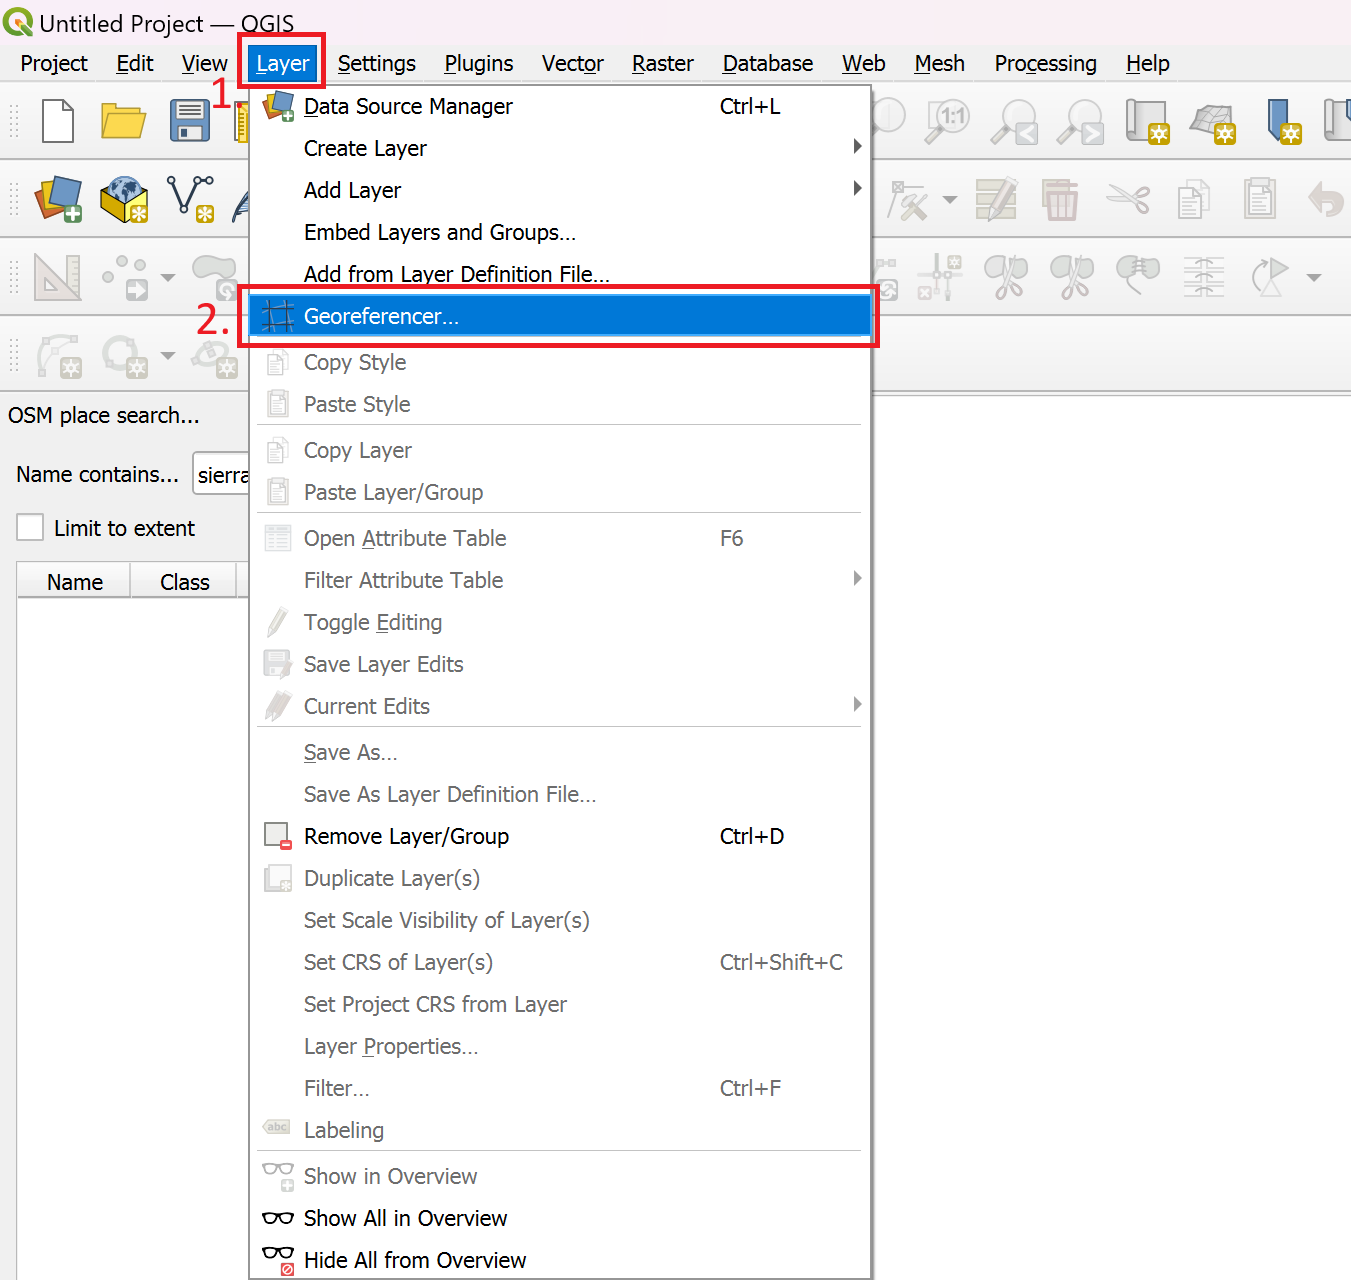 Untitled Project — QGIS
Project Edit View Layer Settings Plugins Vector Raster Database Web Mesh Processing Help
1.
Data Source Manager Ctrl+L
1:1
Create Layer
Add Layer
Embed Layers and Groups...
Add from Layer Definition File...
2.
Georeferencer...
Copy Style
Paste Style
OSM place search...
Copy Layer
Name contains... sierra
Paste Layer/Group
Limit to extent
Open Attribute Table F6
Name Class
Filter Attribute Table
Toggle Editing
Save Layer Edits
Current Edits
Save As...
Save As Layer Definition File...
Remove Layer/Group Ctrl+D
Duplicate Layer(s)
Set Scale Visibility of Layer(s)
Set CRS of Layer(s) Ctrl+Shift+C
Set Project CRS from Layer
Layer Properties...
Filter... Ctrl+F
abc Labeling
Show in Overview
Show All in Overview
Hide All from Overview